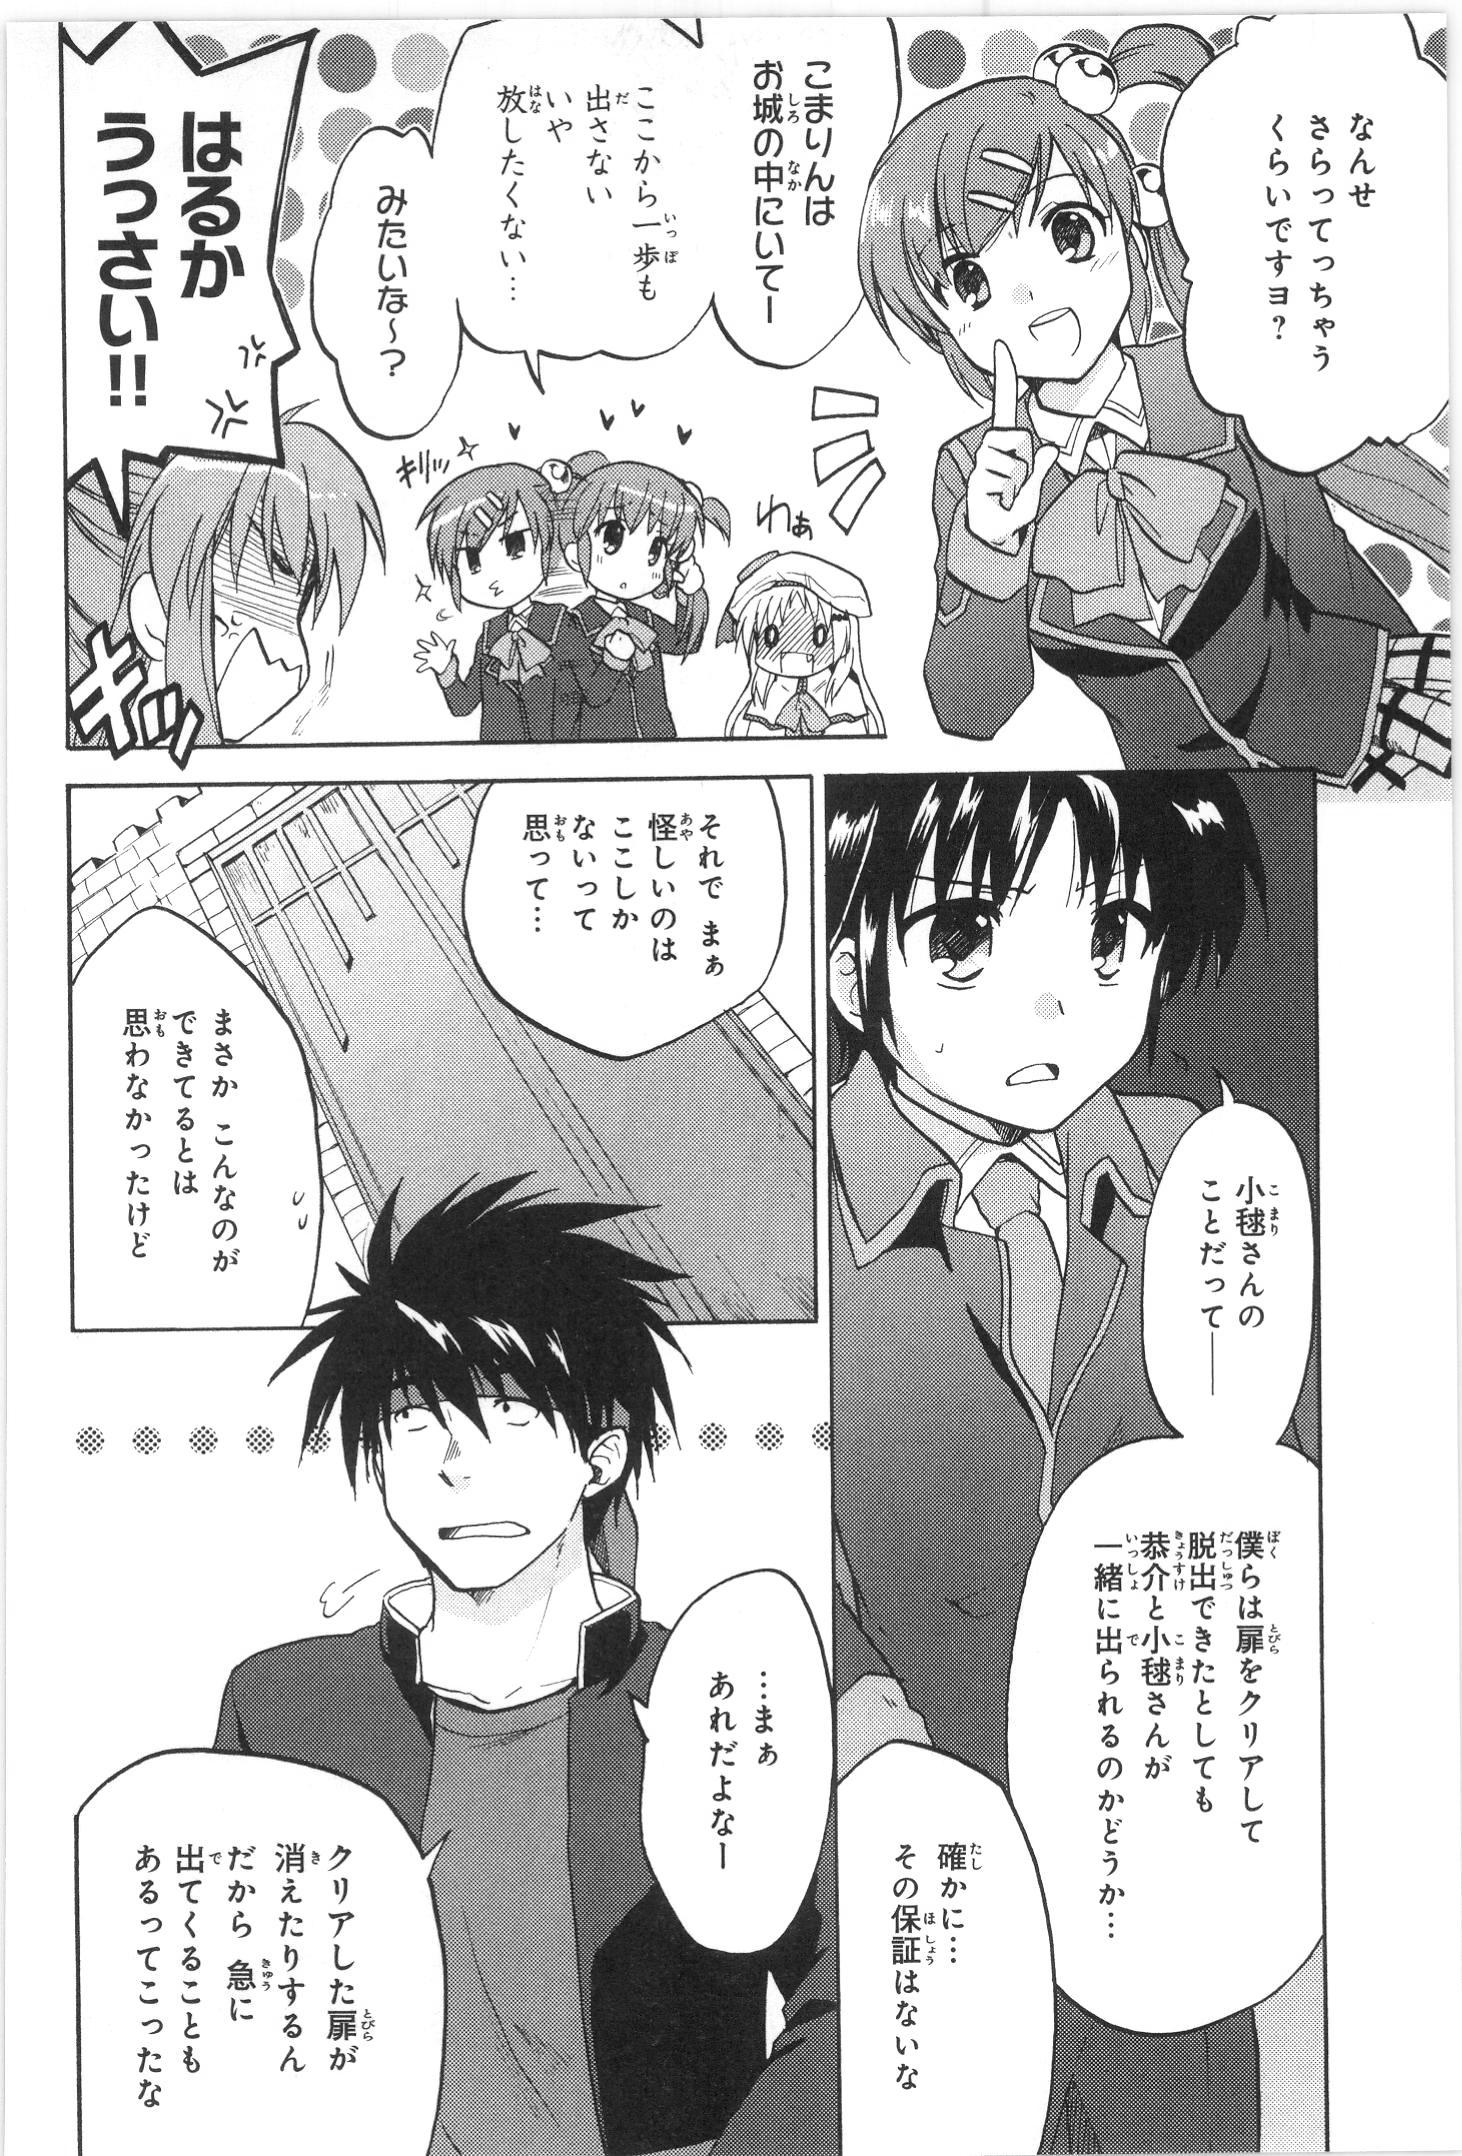 なんせ
さらってっちゃう
くらいですヨ?
こまりんは
お城の中にいてー
ここから一歩も
出さない
いや
放したくない…
みたいな〜?
はるか
うっさい!!
キリッ
わぁ
キッ
小毬さんの
ことだって――
僕らは扉をクリアして
脱出できたとしても
恭介と小毬さんが
一緒に出られるのかどうか…
確かに…
その保証はないな
それで まぁ
怪しいのは
ここしか
ないって
思って…
まさか こんなのが
できてるとは
思わなかったけど
…まぁ
あれだよなー
クリアした扉が
消えたりするん
だから 急に
出てくることも
あるってこったな